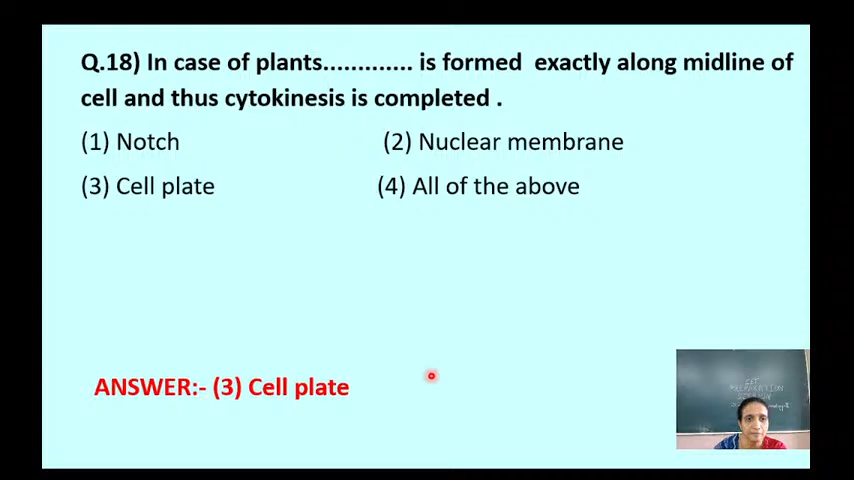 Q.18) In case of plants............. is formed exactly along midline of
cell and thus cytokinesis is completed .
(1) Notch (2) Nuclear membrane
(3) Cell plate (4) All of the above
ANSWER:- (3) Cell plate